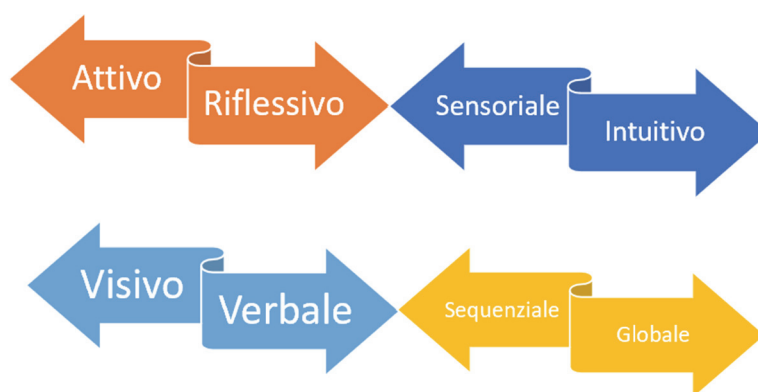 Attivo
Riflessivo
Sensoriale
Intuitivo
Visivo
Verbale
Sequenziale
Globale